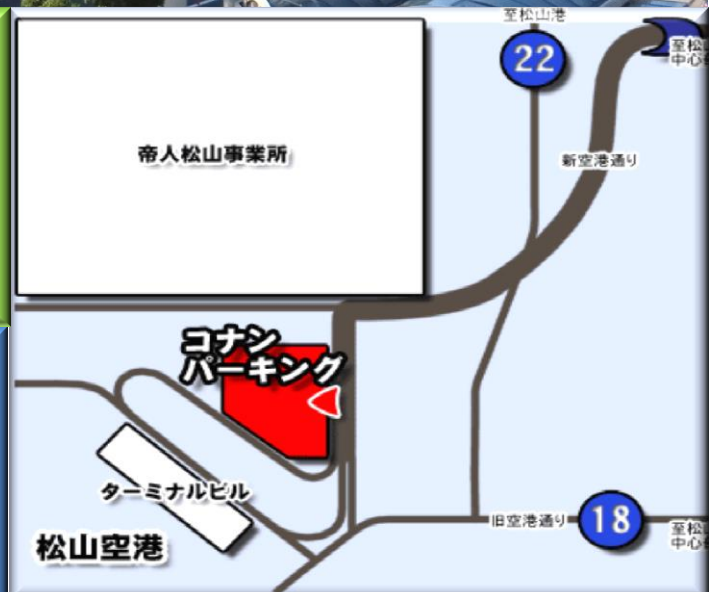 至松山港
22
至松
中心
帝人松山事業所
新空港通り
コナン
パーキング
ターミナルビル
松山空港
旧空港通り
18
至松
中心